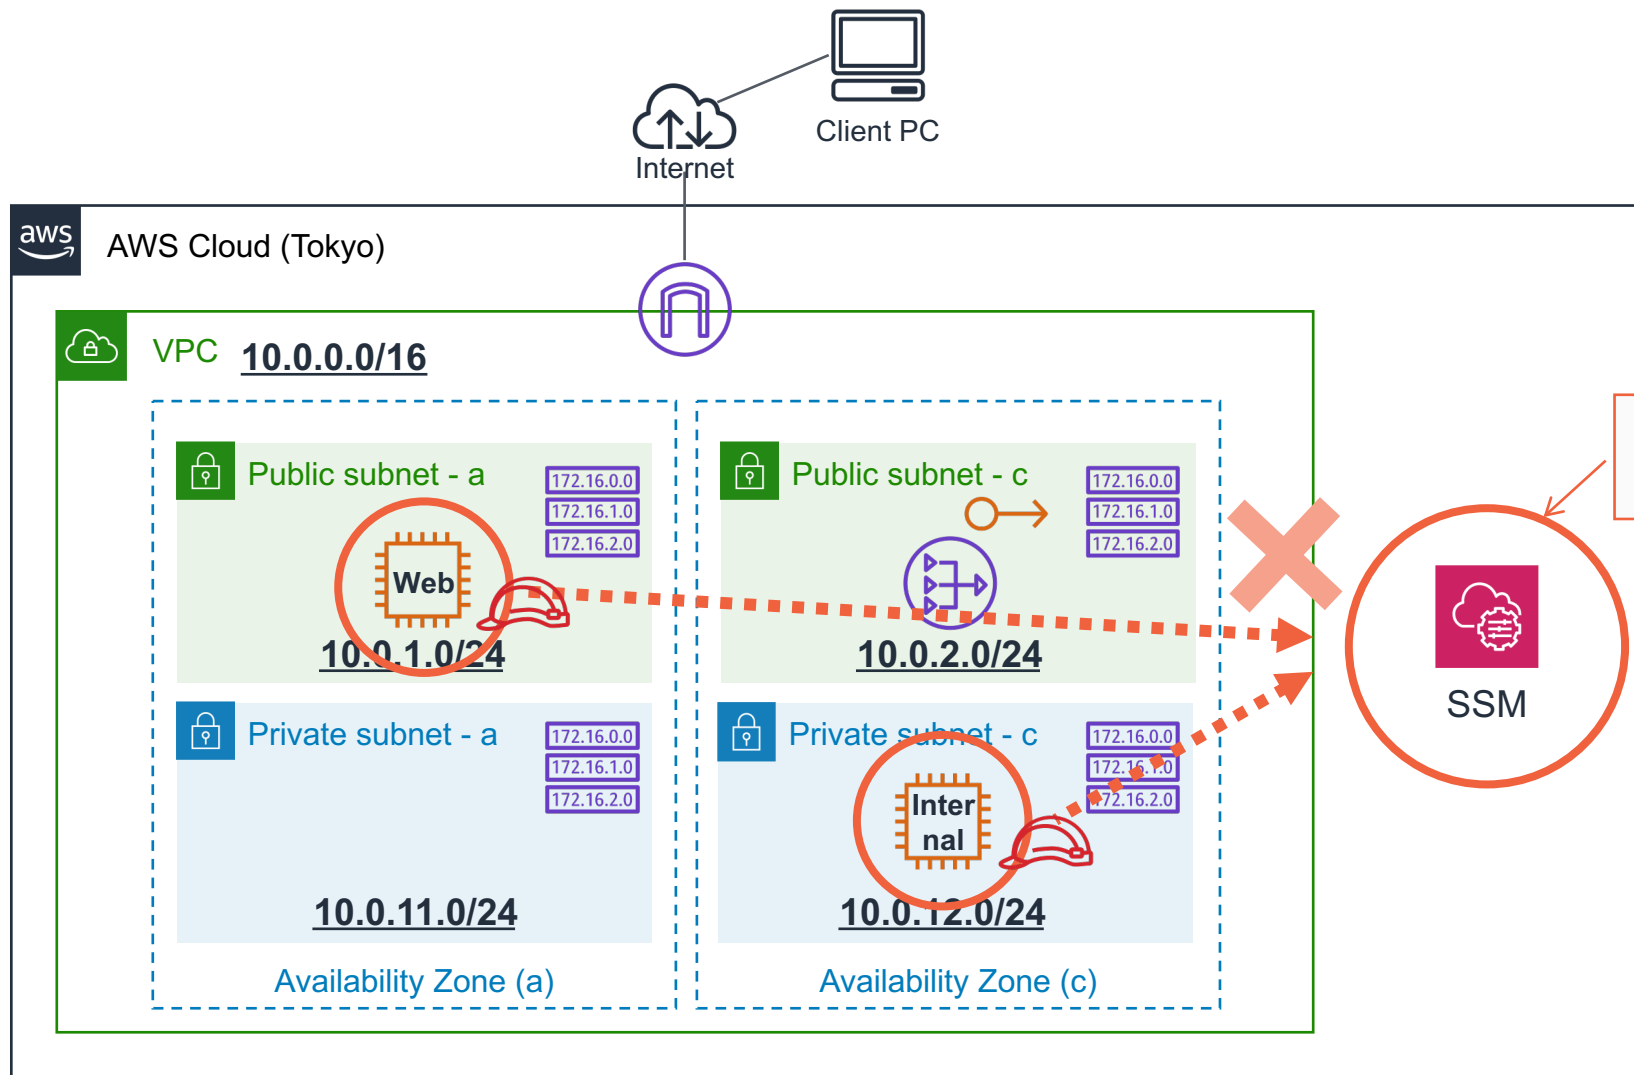 Client PC
Internet
aws
AWS Cloud (Tokyo)
VPC 10.0.0.0/16
Public subnet - a
172.16.0.0
172.16.1.0
172.16.2.0
Web
10.0.1.0/24
Public subnet - c
172.16.0.0
172.16.1.0
172.16.2.0
10.0.2.0/24
Private subnet - a
172.16.0.0
172.16.1.0
172.16.2.0
10.0.11.0/24
Private subnet - c
172.16.0.0
172.16.1.0
172.16.2.0
Inter
nal
10.0.12.0/24
Availability Zone (a)
Availability Zone (c)
SSM